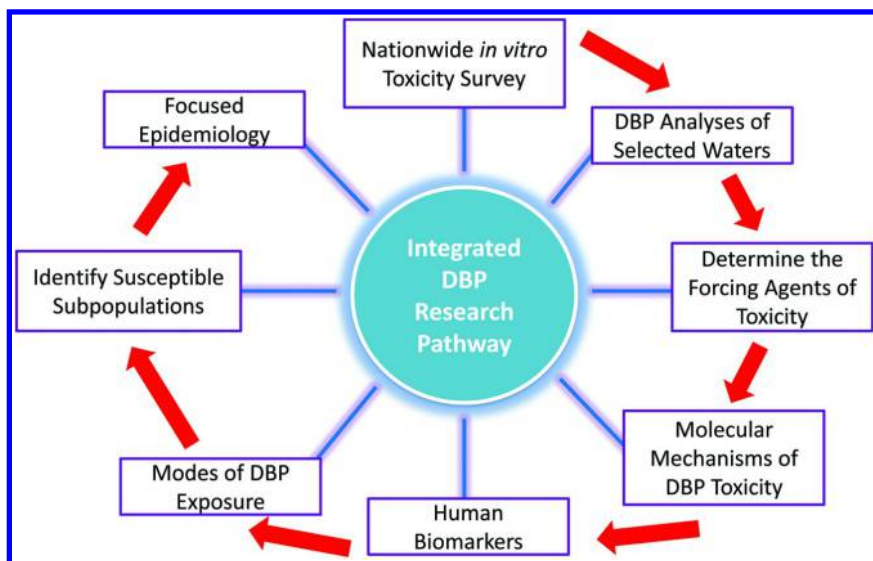 Nationwide in vitro
Toxicity Survey
DBP Analyses of
Selected Waters
Determine the
Forcing Agents of
Toxicity
Molecular
Mechanisms of
DBP Toxicity
Human
Biomarkers
Modes of DBP
Exposure
Identify Susceptible
Subpopulations
Focused
Epidemiology
Integrated
DBP
Research
Pathway